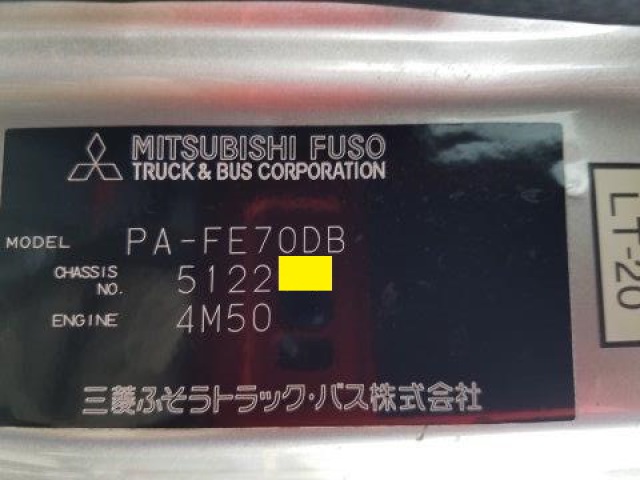 MITSUBISHI FUSO
TRUCK & BUS CORPORATION
MODEL PA-FE70DB
CHASSIS NO. 5122
ENGINE 4M50
三菱ふそうトラック・バス株式会社
LT-20